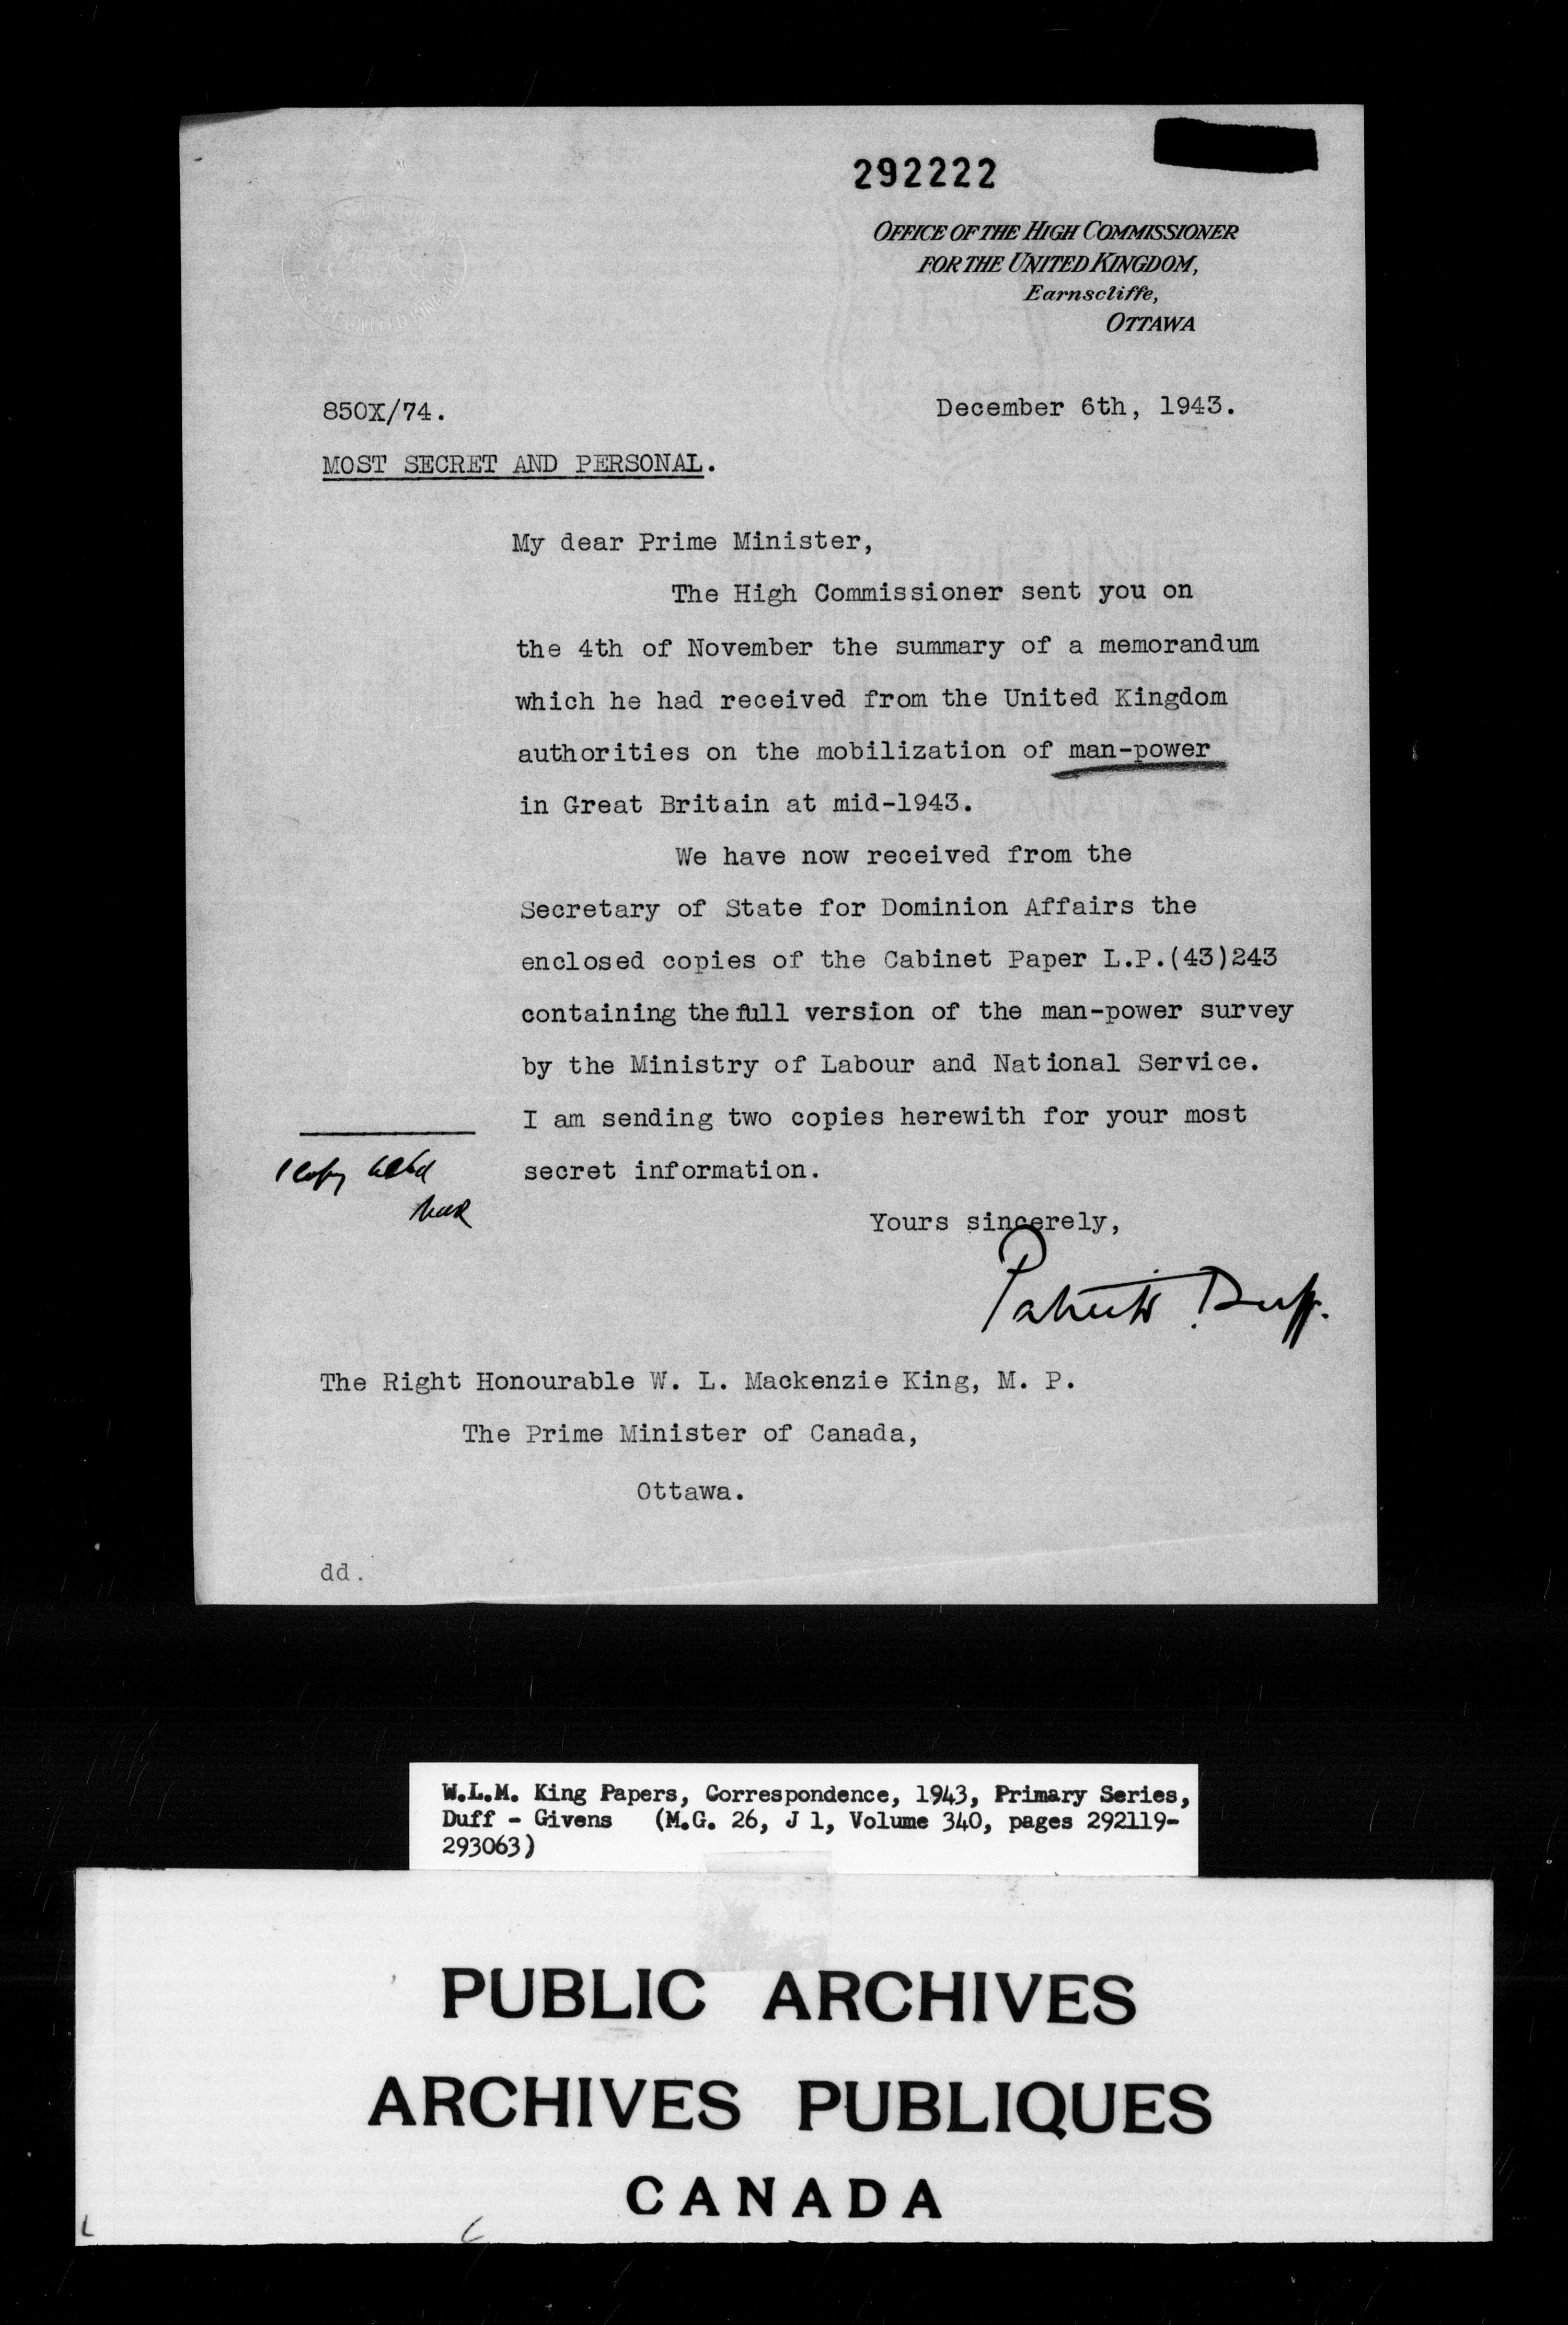 292222
OFFICE OF THE HIGH COMMISSIONER
FOR THE UNITED KINGDOM,
Earnscliffe,
OTTAWA
850X/74.
December 6th, 1943.
MOST SECRET AND PERSONAL.
My dear Prime Minister,
The High Commissioner sent you on
the 4th of November the summary of a memorandum
which he had received from the United Kingdom
authorities on the mobilization of man-power
in Great Britain at mid-1943.
We have now received from the
Secretary of State for Dominion Affairs the
enclosed copies of the Cabinet Paper L.P.(43)243
containing the full version of the man-power survey
by the Ministry of Labour and National Service.
I am sending two copies herewith for your most
secret information.
1 copy
Yours sincerely,
Patrick Duff.
The Right Honourable W. L. Mackenzie King, M. P.
The Prime Minister of Canada,
Ottawa.
dd.
W.L.M. King Papers, Correspondence, 1943, Primary Series,
Duff - Givens (M.G. 26, J 1, Volume 340, pages 292119-
293063)
PUBLIC ARCHIVES
ARCHIVES PUBLIQUES
CANADA